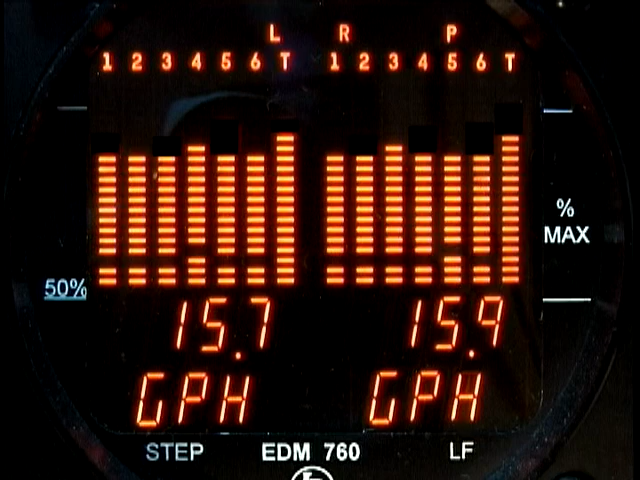 L R P
1 2 3 4 5 6 T 1 2 3 4 5 6 T
%
MAX
50%
15.7 15.9
GPH GPH
STEP EDM 760 LF